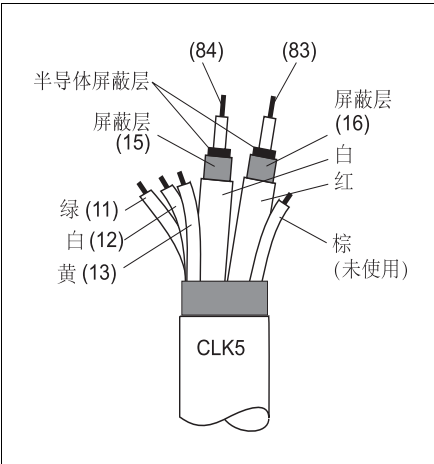 (84)
(83)
半导体屏蔽层
屏蔽层
(15)
屏蔽层
(16)
白
红
绿 (11)
白 (12)
黄 (13)
棕
(未使用)
CLK5